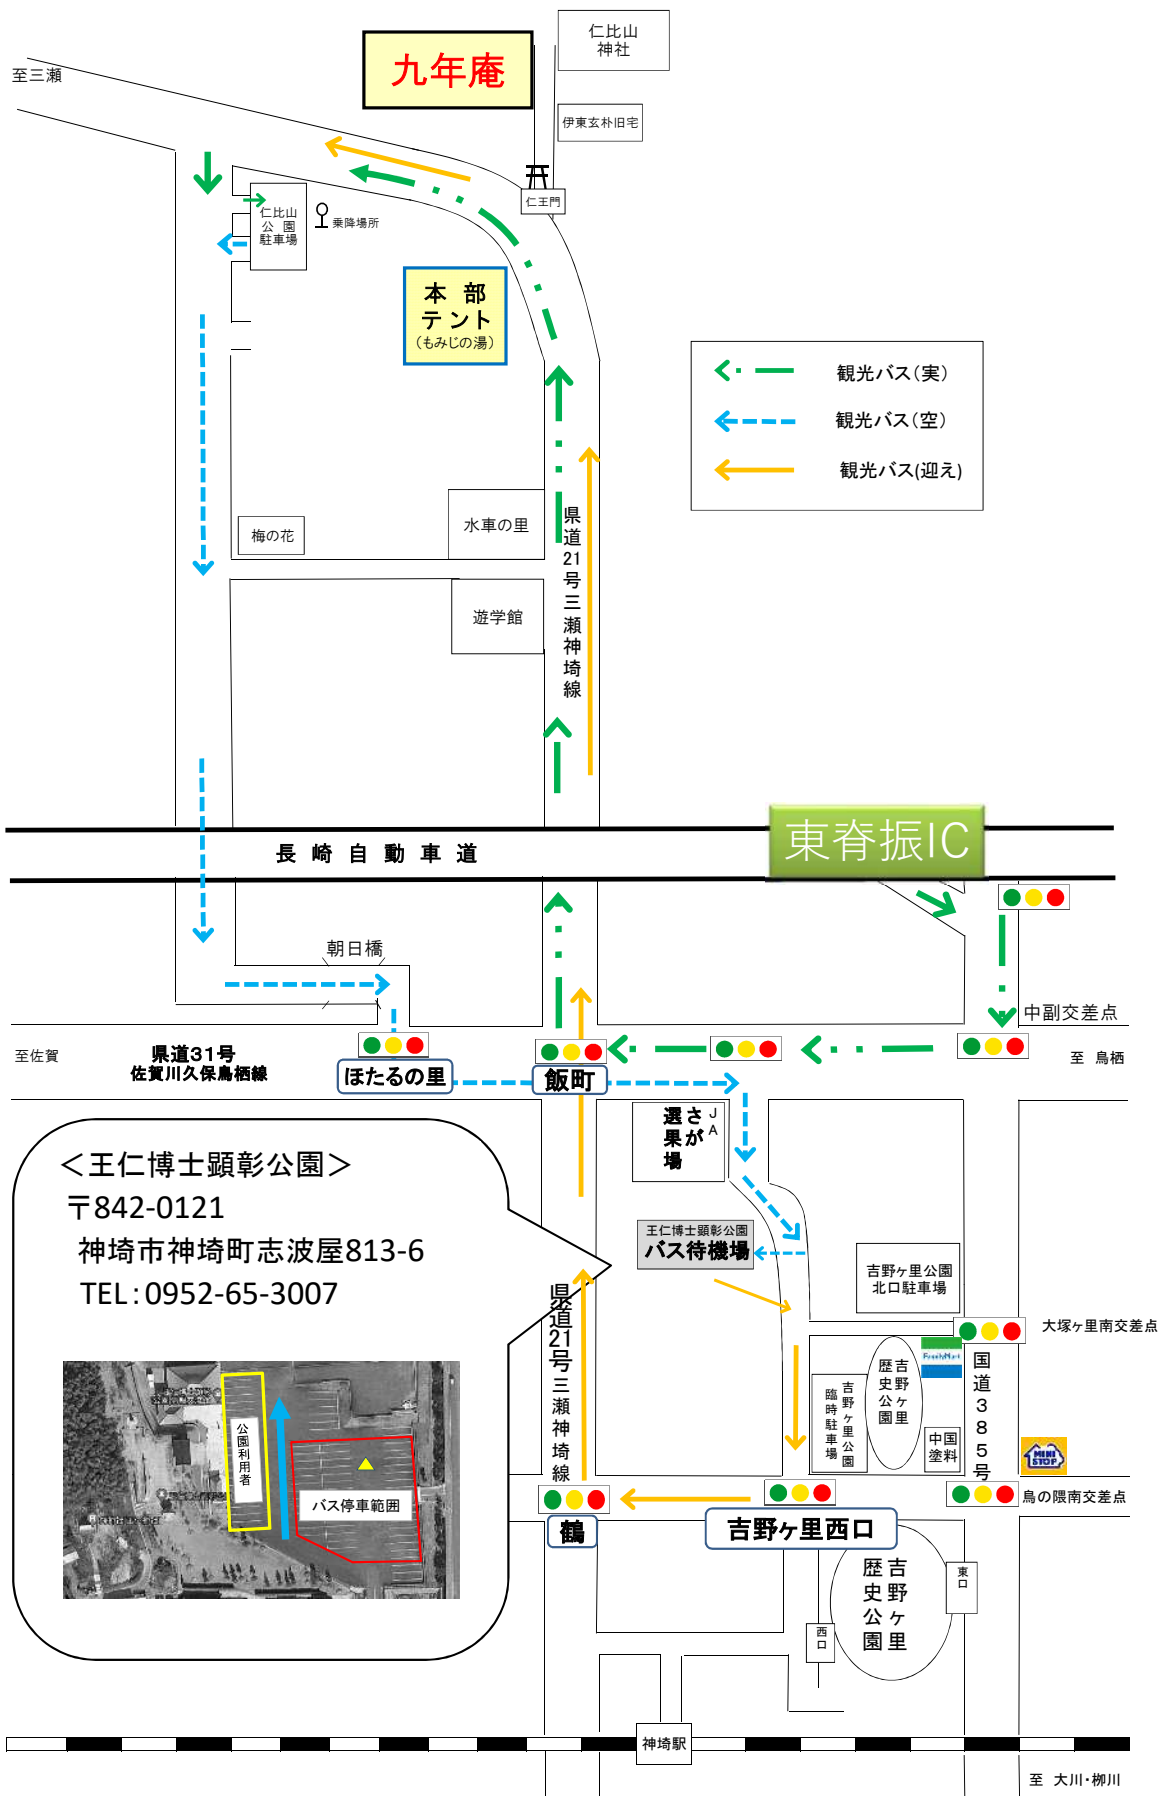 仁比山
神社
九年庵
至三瀬
伊東玄朴旧宅
仁王門
仁比山
公　園
駐車場
乗降場所
本　部
テント
（もみじの湯）
観光バス（実）
観光バス（空）
観光バス(迎え)
梅の花
水車の里
県道21号三瀬神埼線
遊学館
東脊振IC
長崎自動車道
朝日橋
中副交差点
至佐賀
県道31号
佐賀川久保鳥栖線
ほたるの里
飯町
至 鳥栖
JA
さが
選果場
＜王仁博士顕彰公園＞
〒842-0121
神埼市神埼町志波屋813-6
TEL：0952-65-3007
王仁博士顕彰公園
バス待機場
吉野ヶ里公園
北口駐車場
県道21号三瀬神埼線
大塚ヶ里南交差点
FamilyMart
国道385号
吉野ヶ里
歴史公園
吉野ヶ里公園
臨時駐車場
中国
塗料
MINI
STOP
公園利用者
バス停車範囲
鶴
吉野ヶ里西口
鳥の隈南交差点
吉野ヶ里
歴史公園
東口
西口
神埼駅
至 大川・柳川